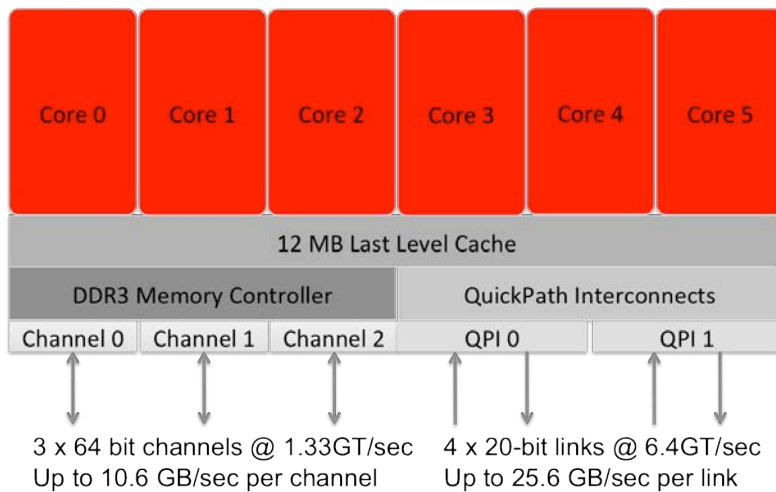 Core 0
Core 1
Core 2
Core 3
Core 4
Core 5
12 MB Last Level Cache
DDR3 Memory Controller
QuickPath Interconnects
Channel 0
Channel 1
Channel 2
QPI 0
QPI 1
3 x 64 bit channels @ 1.33GT/sec
Up to 10.6 GB/sec per channel
4 x 20-bit links @ 6.4GT/sec
Up to 25.6 GB/sec per link